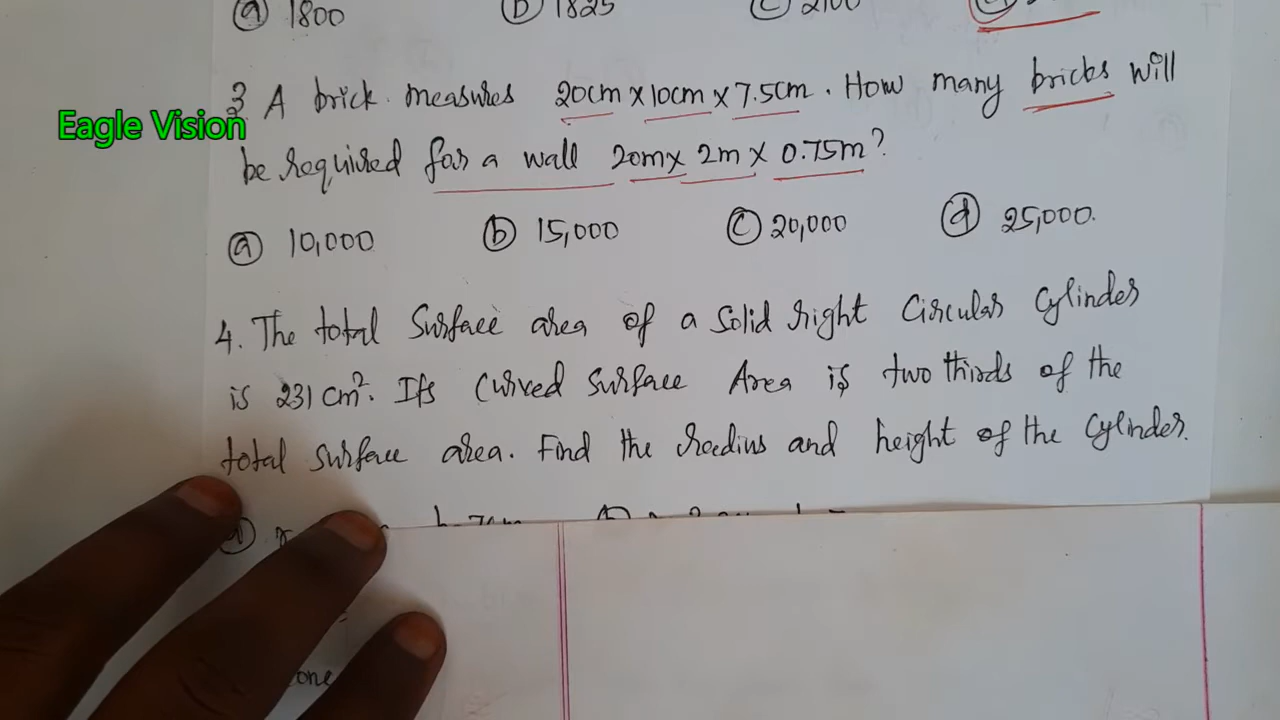 ⓐ 1800 ⓑ 1825 ⓒ 2100
3 A brick measures 20cm x 10cm x 7.5cm. How many bricks will
Eagle Vision
be required for a wall 20m x 2m x 0.75m?
ⓐ 10,000 ⓑ 15,000 ⓒ 20,000 ⓓ 25,000.
4. The total Surface area of a solid right Circular Cylinder
is 231 cm². Its Curved Surface Area is two thirds of the
total surface area. Find the radius and height of the Cylinder.